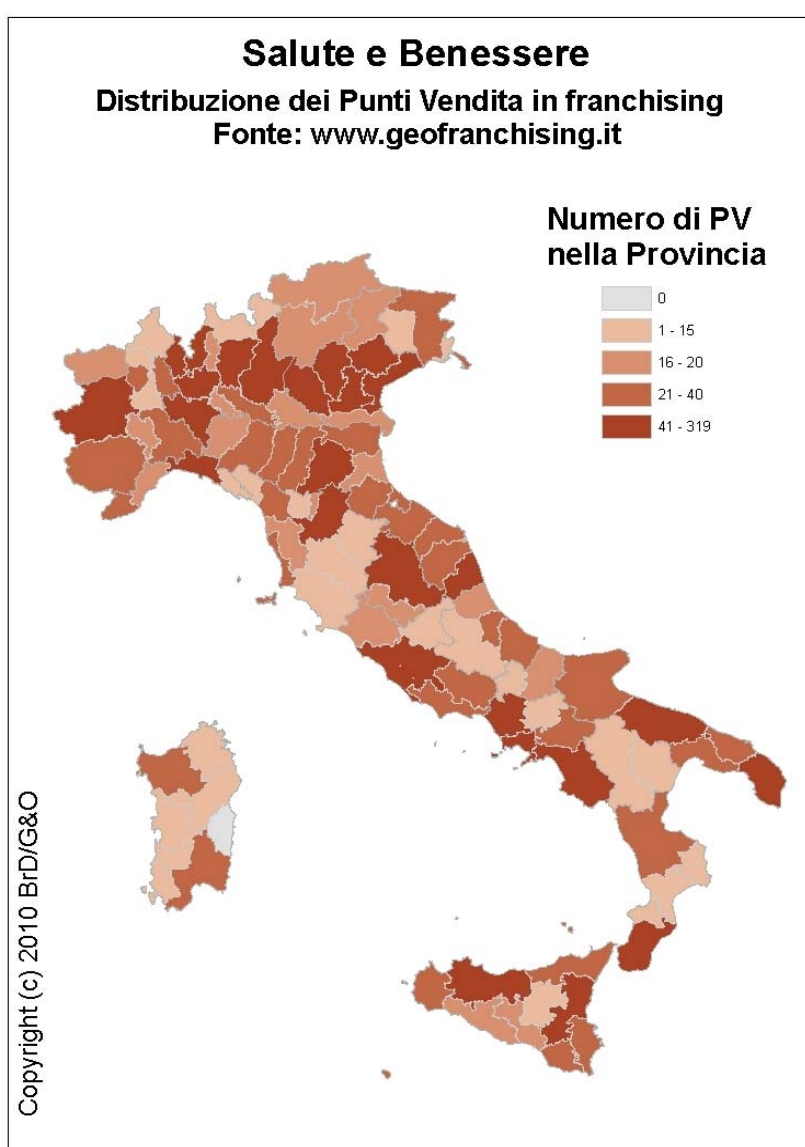 Salute e Benessere
Distribuzione dei Punti Vendita in franchising
Fonte: www.geofranchising.it
Numero di PV
nella Provincia
0
1 - 15
16 - 20
21 - 40
41 - 319
Copyright (c) 2010 BrD/G&O